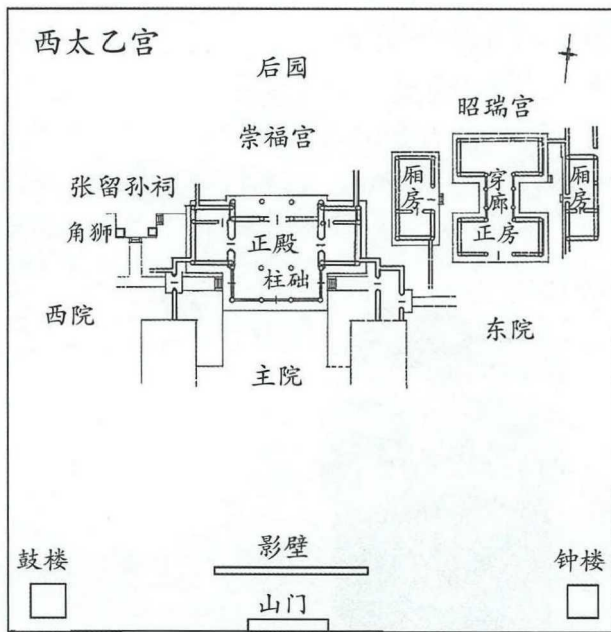 西太乙宫
后园
昭瑞宫
崇福宫
张留孙祠
角狮
正殿
柱础
厢房
穿廊
正房
厢房
西院
主院
东院
影壁
鼓楼
钟楼
山门